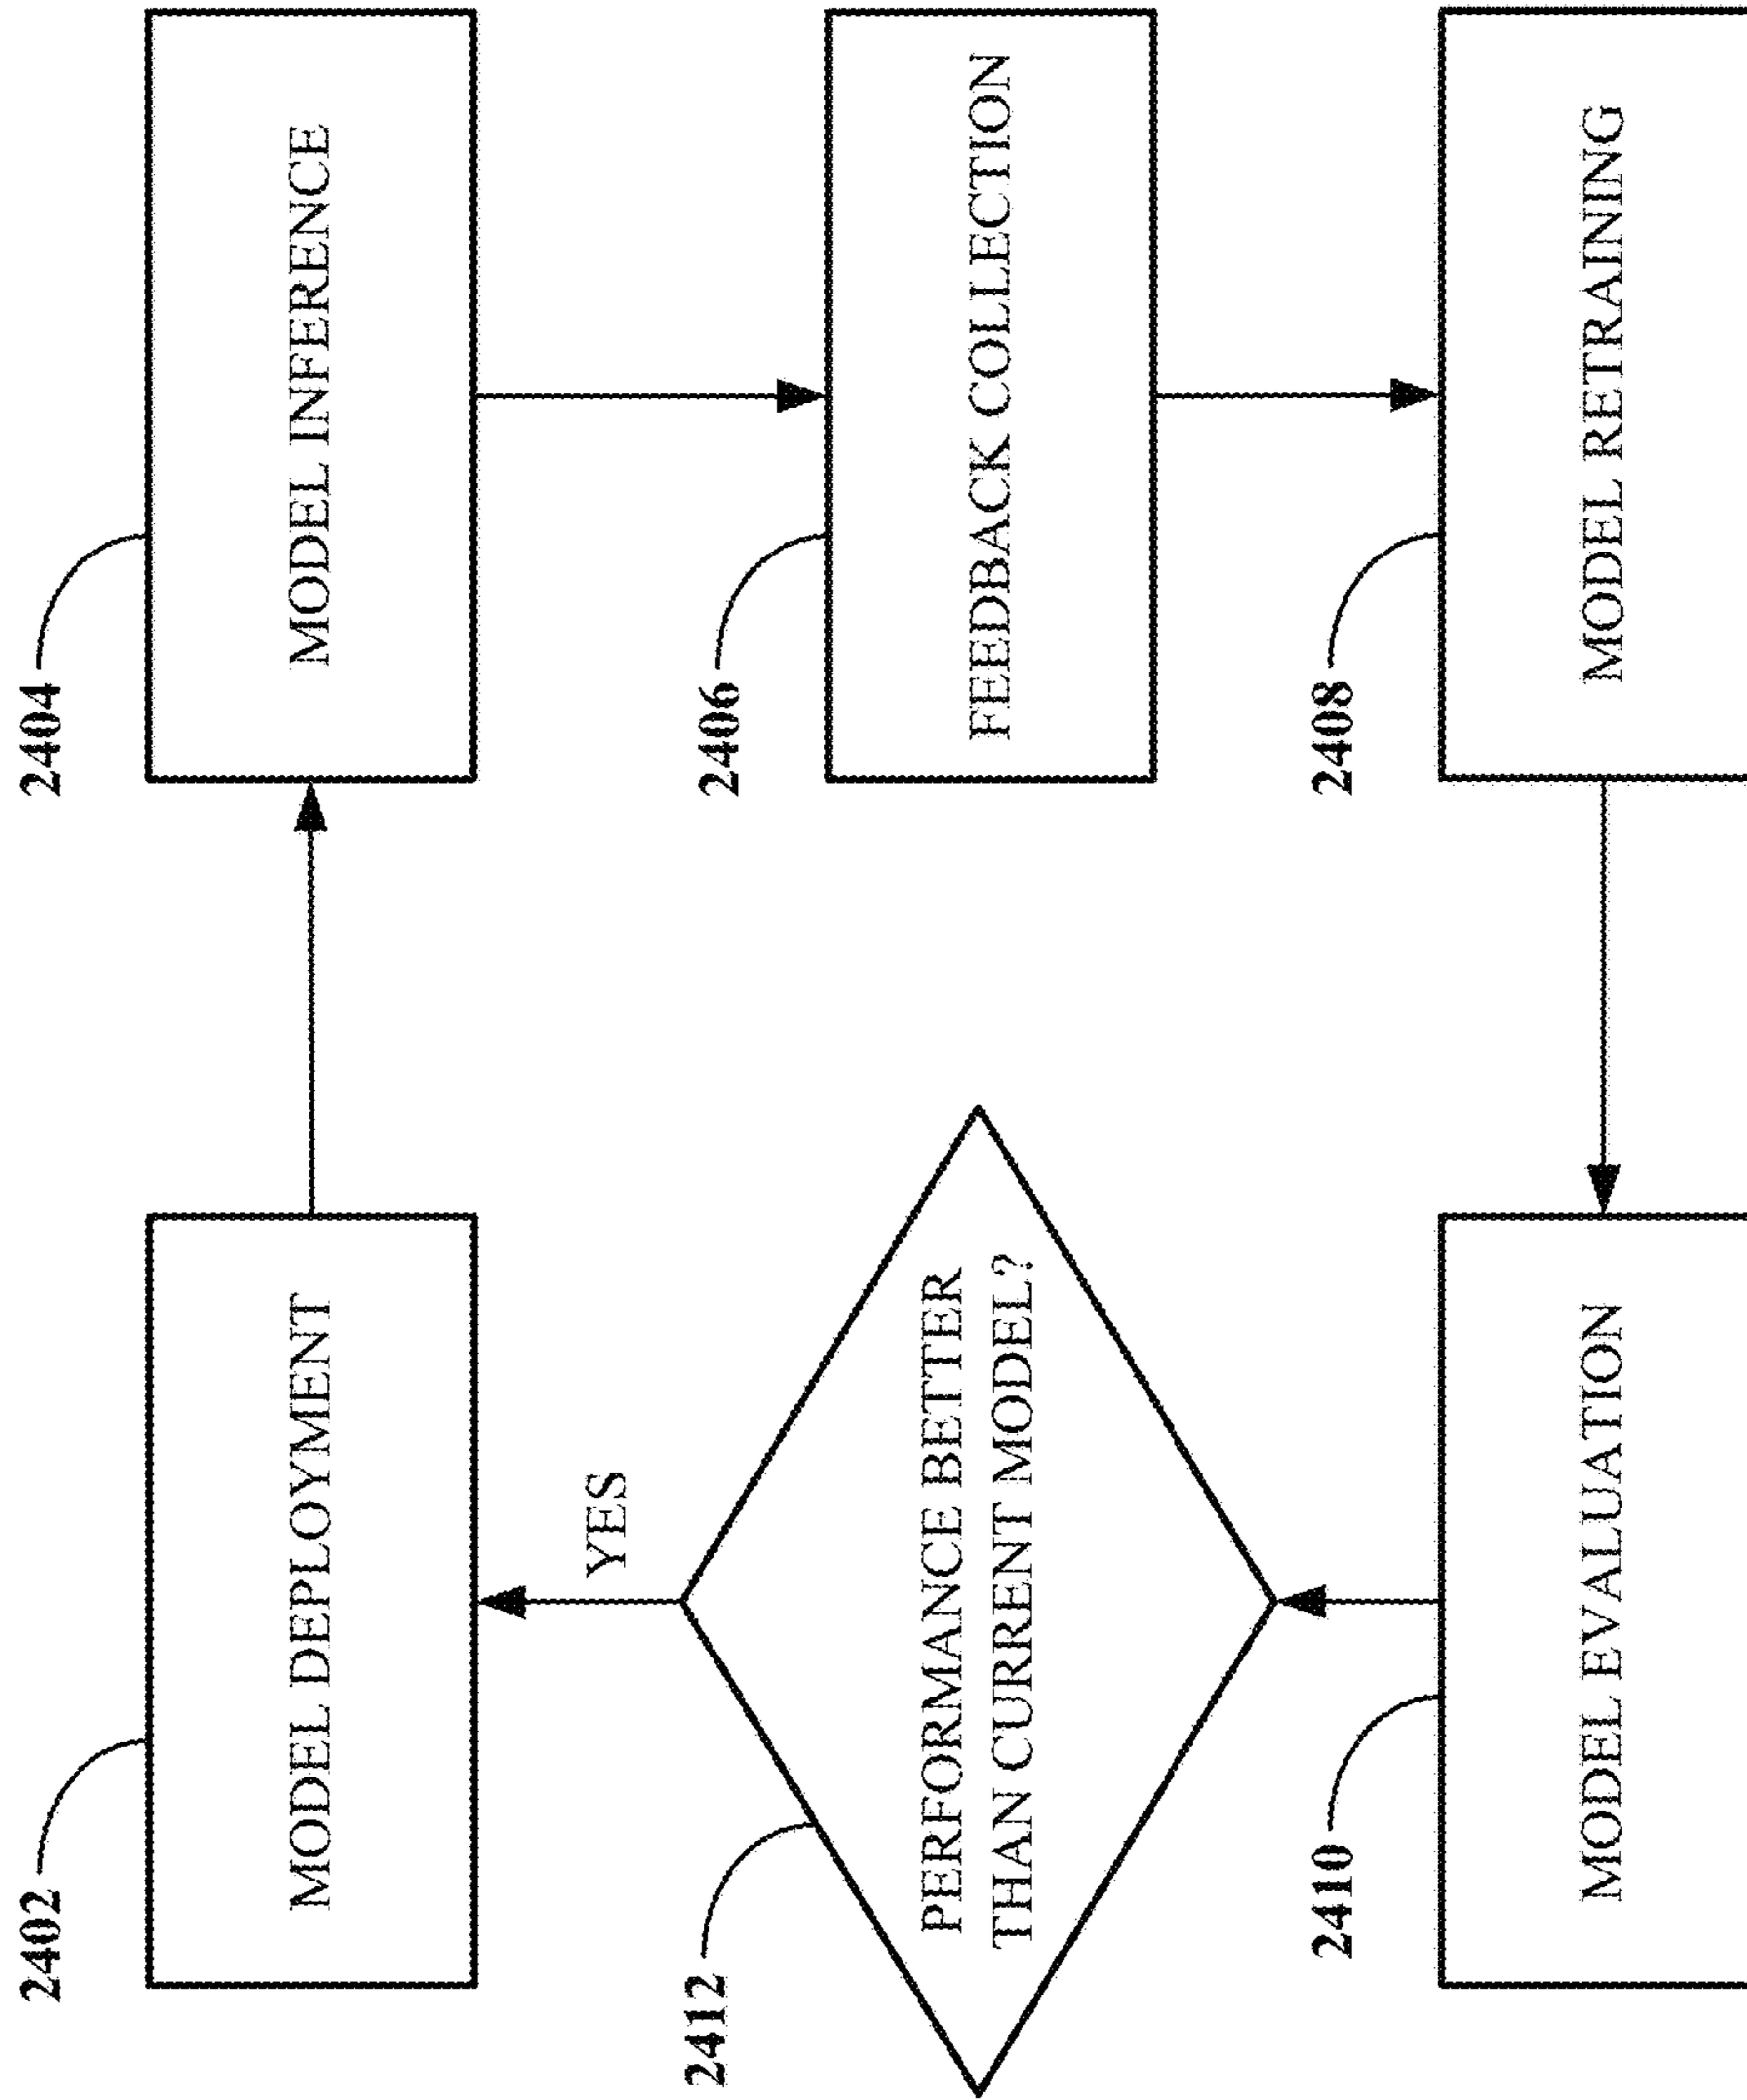 2402
MODEL DEPLOYMENT
2404
MODEL INFERENCE
YES
2412
PERFORMANCE BETTER
THAN CURRENT MODEL?
2406
FEEDBACK COLLECTION
2410
MODEL EVALUATION
2408
MODEL RETRAINING